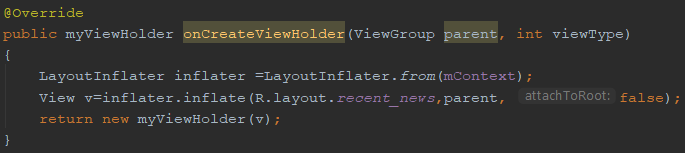 @Override
public myViewHolder onCreateViewHolder(ViewGroup parent, int viewType)
{
LayoutInflater inflater =LayoutInflater.from(mContext);
View v=inflater.inflate(R.layout.recent_news,parent, attachToRoot: false);
return new myViewHolder(v);
}